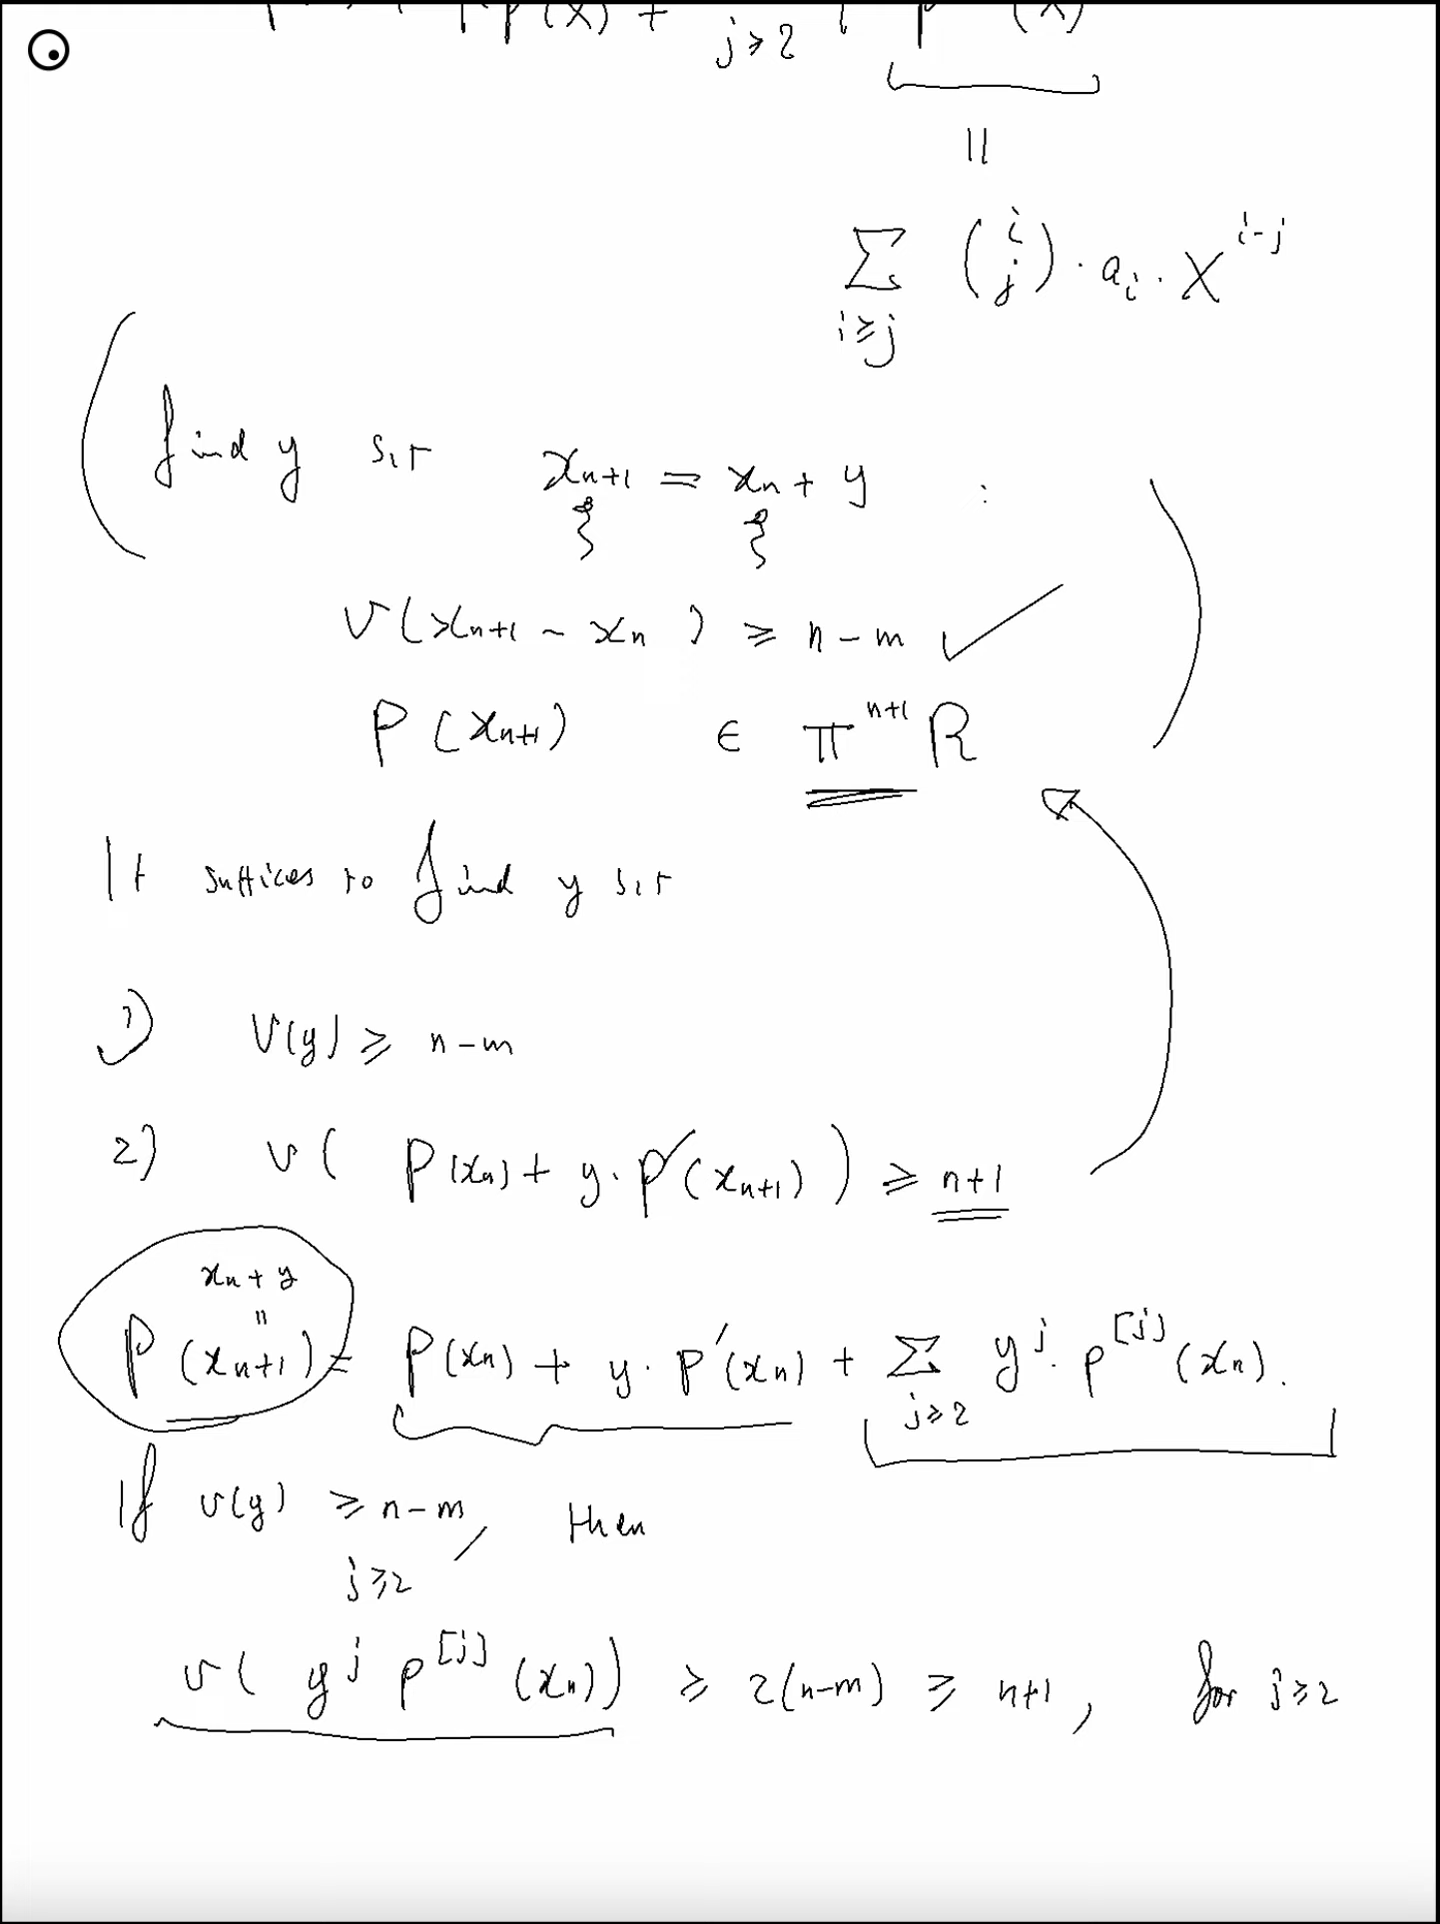 j ≥ 2
||
∑ (i j) · a_i · X^{i-j}
i ≥ j
find y s.t x_{n+1} = x_n + y :
v(x_{n+1} - x_n) ≥ n-m ✓
P(x_{n+1}) ∈ π^{n+1} R
It suffices to find y s.t
1) v(y) ≥ n-m
2) v( P(x_n) + y · P'(x_{n+1}) ) ≥ n+1
x_n + y
||
P(x_{n+1}) = P(x_n) + y · P'(x_n) + ∑ y^j · P^{[j]}(x_n).
j ≥ 2
If v(y) ≥ n-m, then
j ≥ 2
v( y^j P^{[j]}(x_n)) ≥ 2(n-m) ≥ n+1, for j ≥ 2